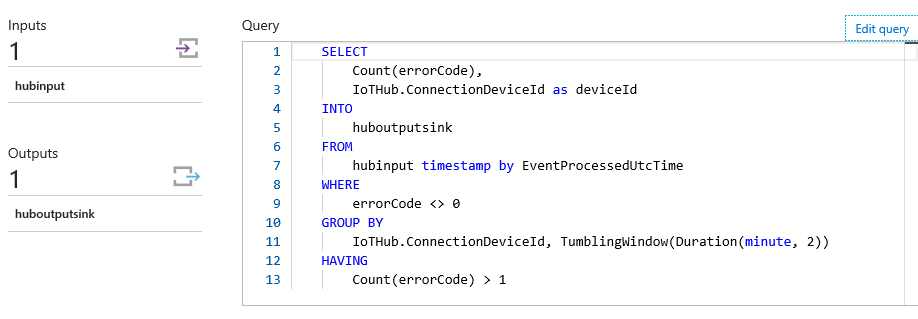 Inputs
1
hubinput
Outputs
1
huboutputsink
Query
Edit query
1 SELECT
2 Count(errorCode),
3 IoTHub.ConnectionDeviceId as deviceId
4 INTO
5 huboutputsink
6 FROM
7 hubinput timestamp by EventProcessedUtcTime
8 WHERE
9 errorCode <> 0
10 GROUP BY
11 IoTHub.ConnectionDeviceId, TumblingWindow(Duration(minute, 2))
12 HAVING
13 Count(errorCode) > 1